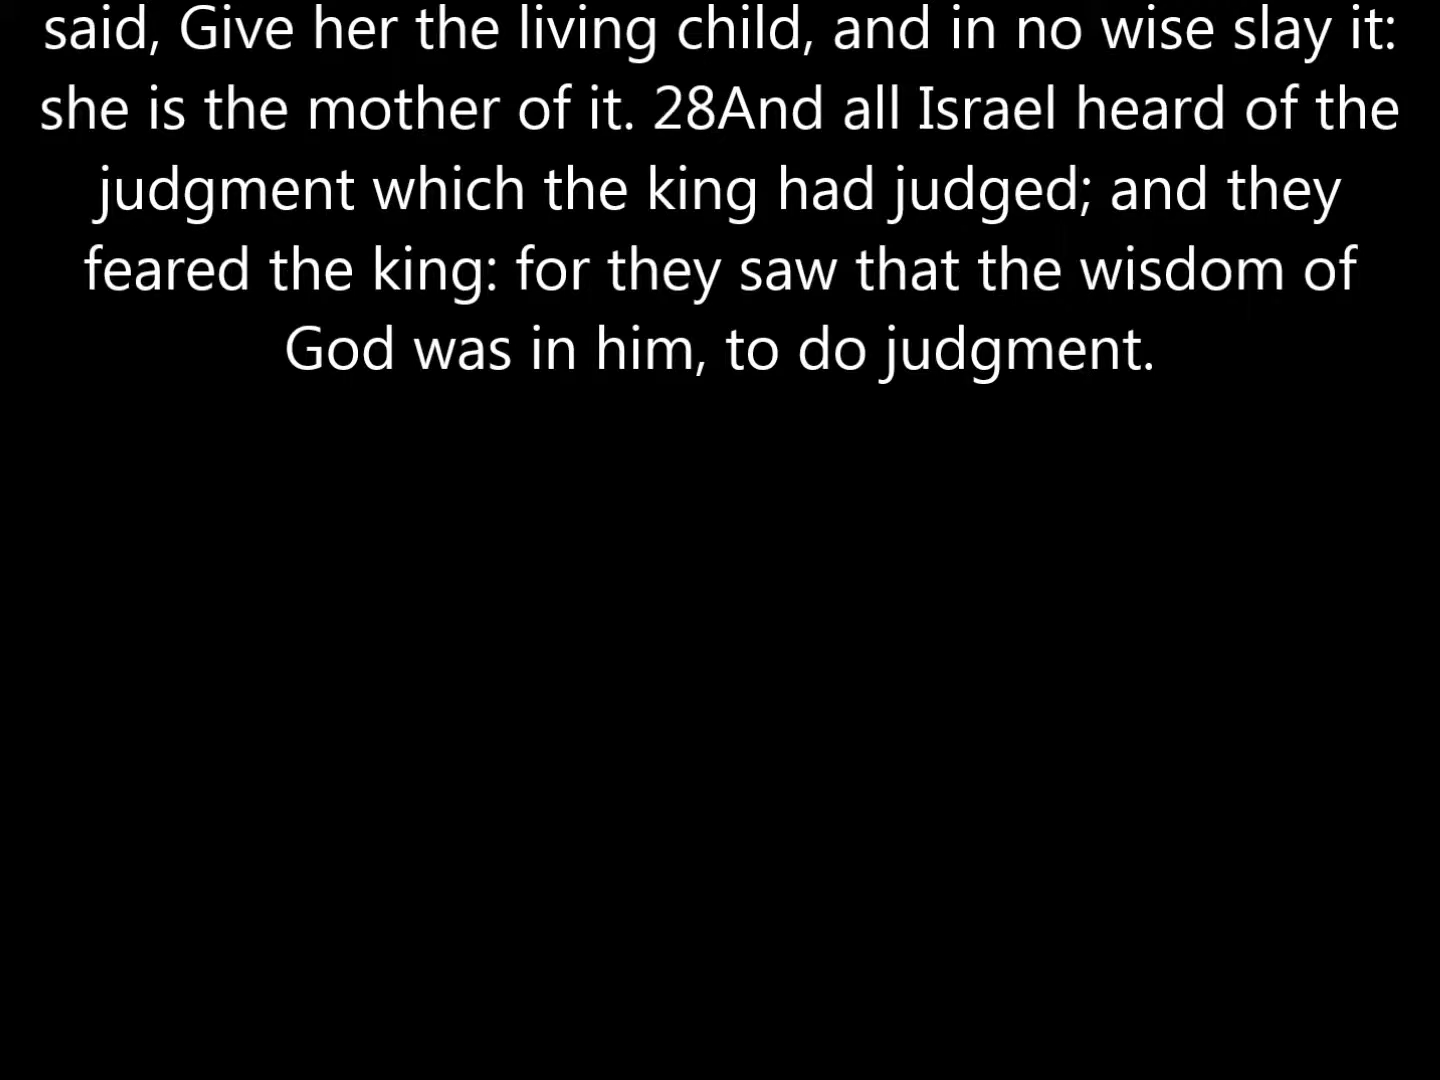 said, Give her the living child, and in no wise slay it:
she is the mother of it. 28And all Israel heard of the
judgment which the king had judged; and they
feared the king: for they saw that the wisdom of
God was in him, to do judgment.